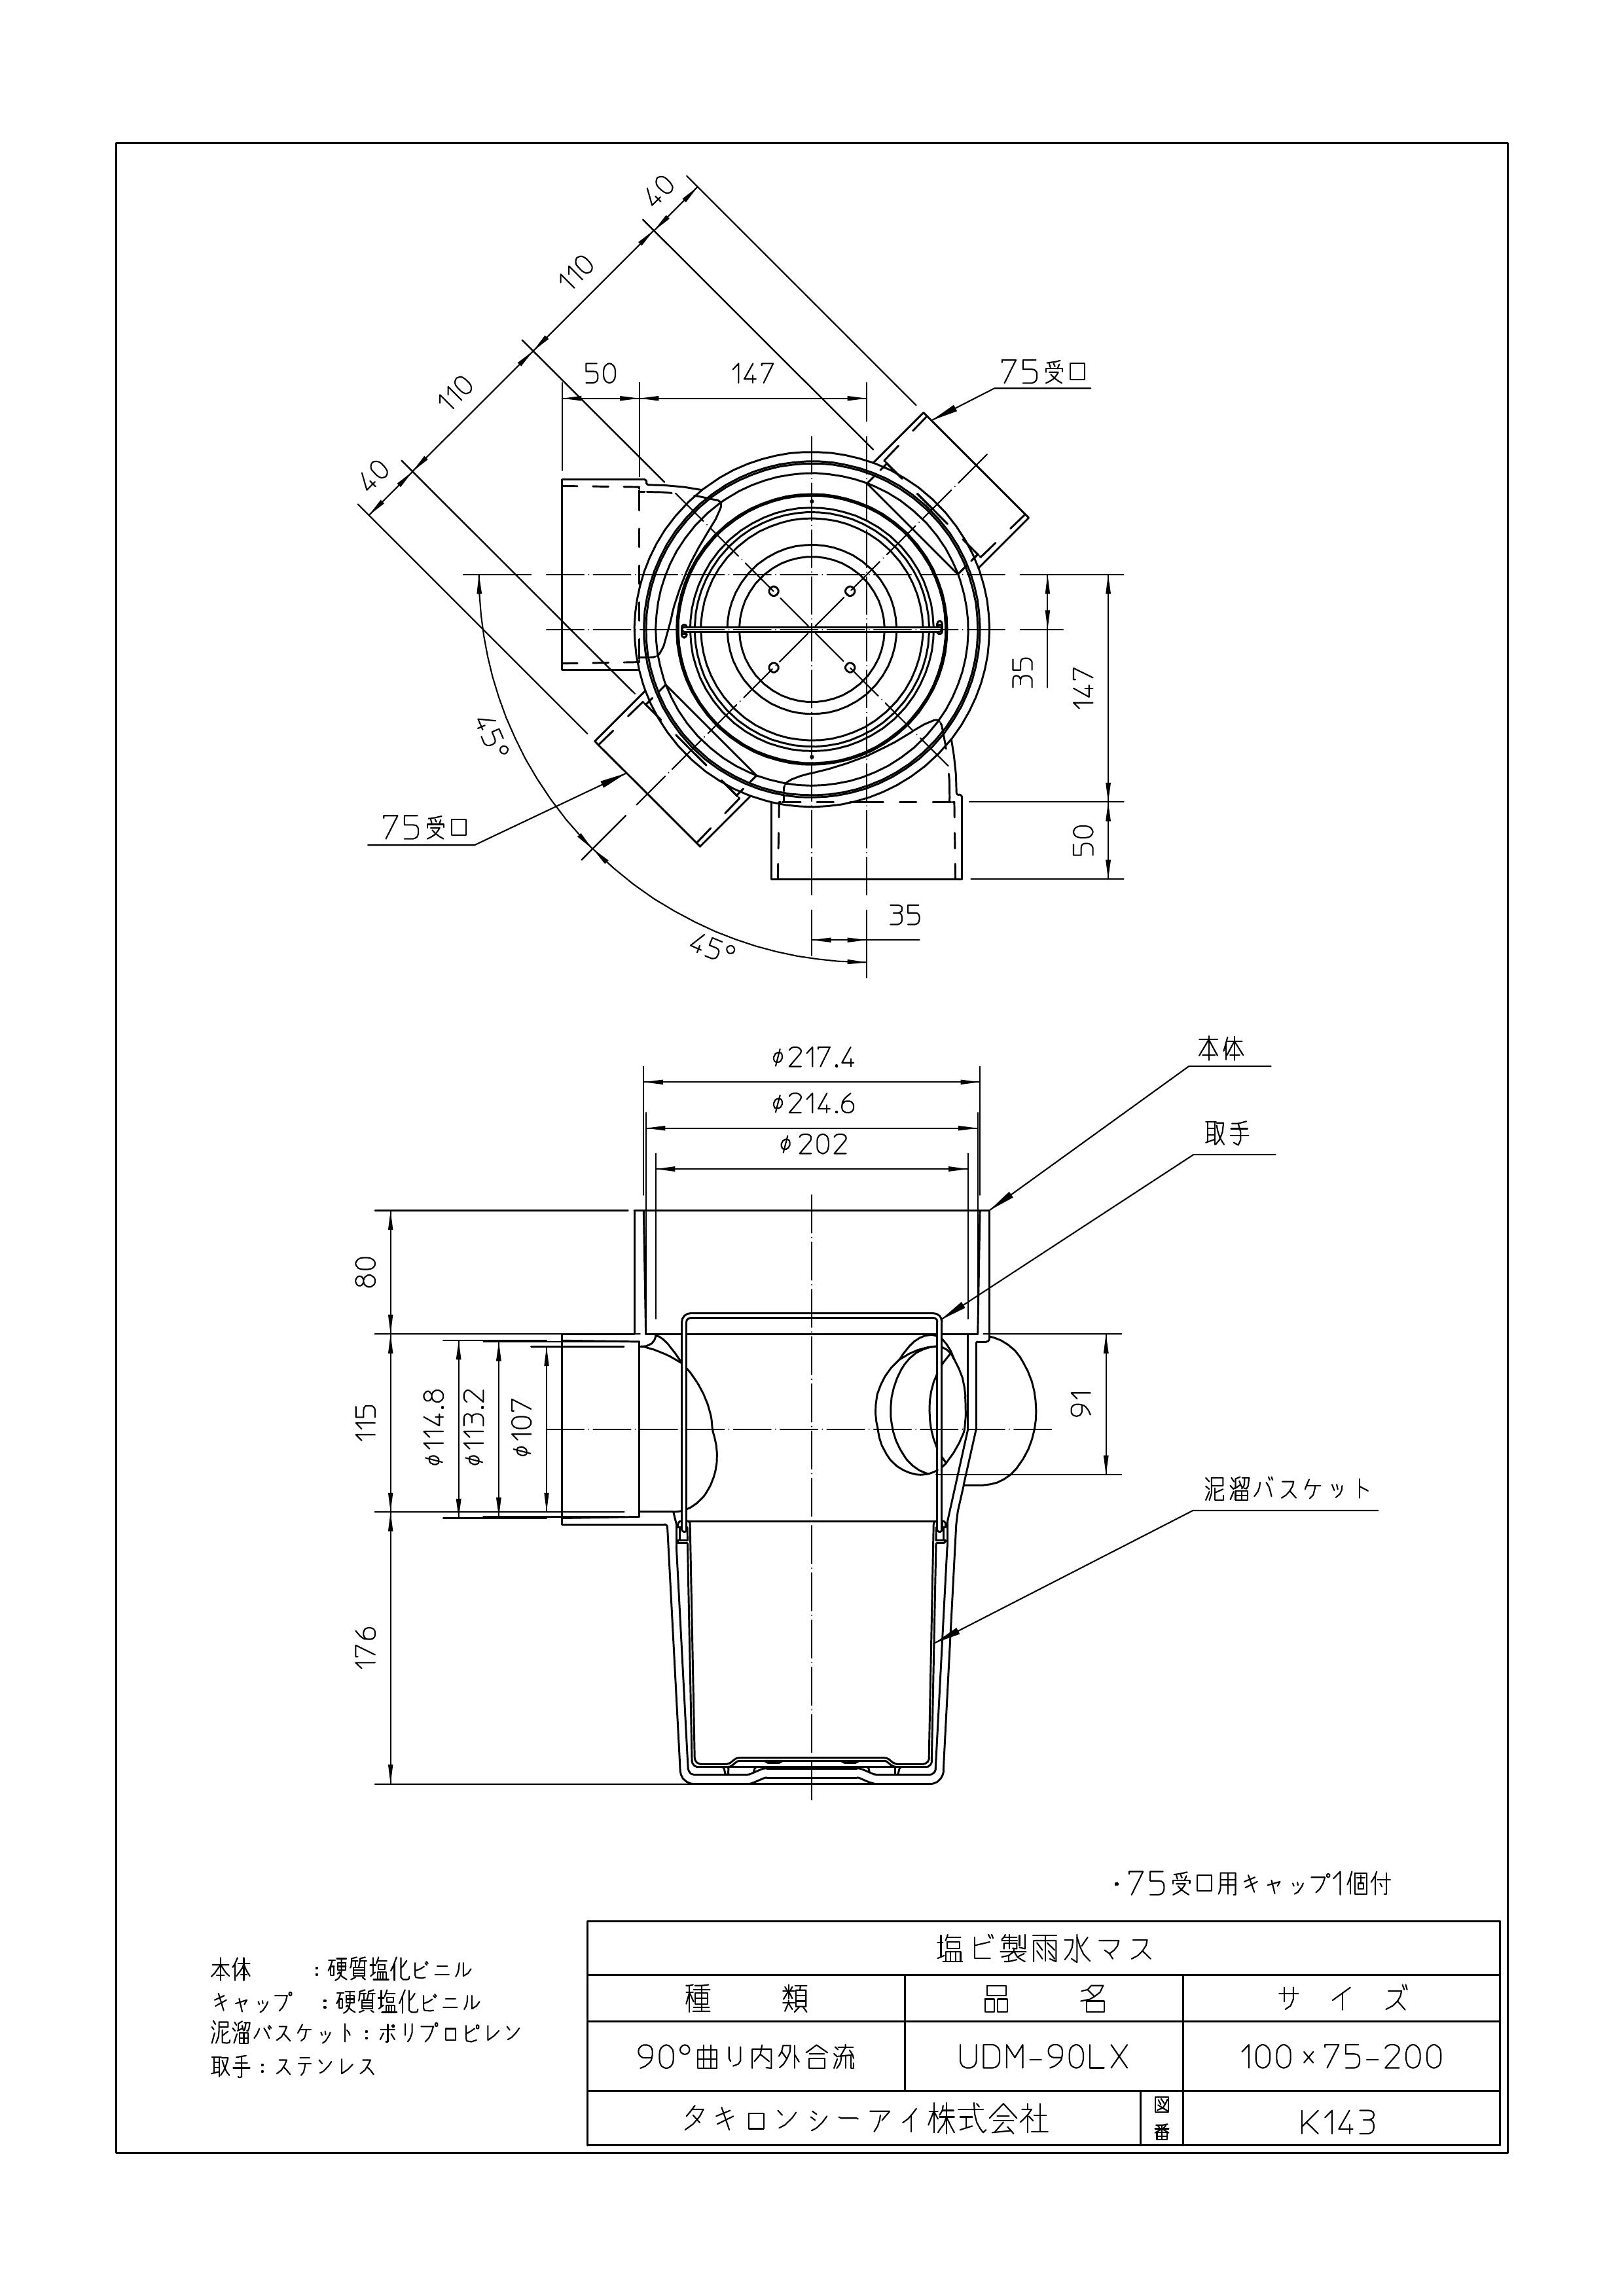 40
110
110
40
50
147
75受口
35
147
45°
75受口
50
35
45°
本体
φ217.4
φ214.6
取手
φ202
80
115
φ114.8
φ113.2
φ107
91
泥溜バスケット
176
・75受口用キャップ1個付
塩ビ製雨水マス
種 類 品 名 サ イ ズ
90°曲り内外合流 UDM-90LX 100×75-200
タキロンシーアイ株式会社 図番 K143
本体 :硬質塩化ビニル
キャップ :硬質塩化ビニル
泥溜バスケット:ポリプロピレン
取手:ステンレス